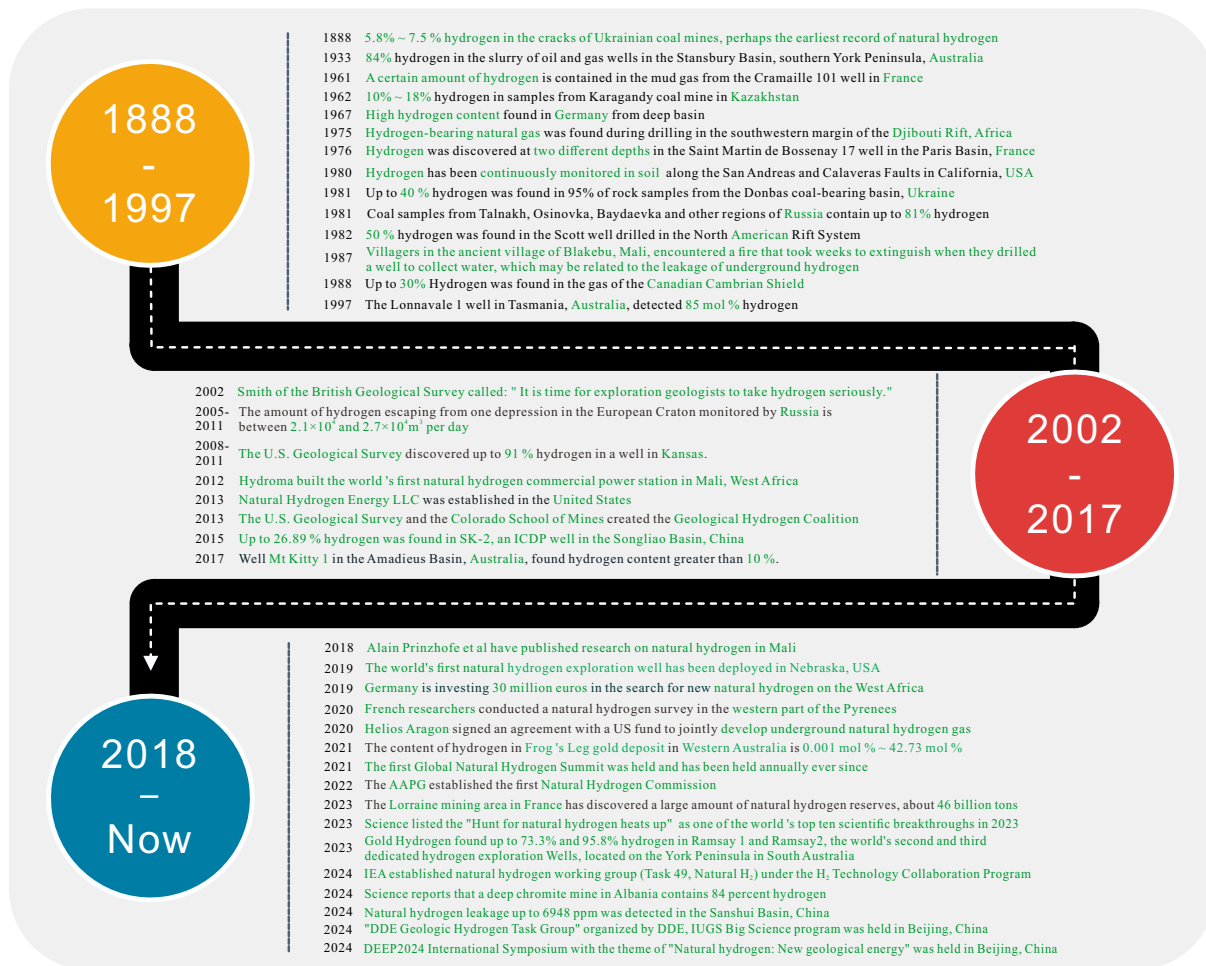 1888
-
1997
1888 5.8% ~ 7.5 % hydrogen in the cracks of Ukrainian coal mines, perhaps the earliest record of natural hydrogen
1933 84% hydrogen in the slurry of oil and gas wells in the Stansbury Basin, southern York Peninsula, Australia
1961 A certain amount of hydrogen is contained in the mud gas from the Cramaille 101 well in France
1962 10% ~ 18% hydrogen in samples from Karagandy coal mine in Kazakhstan
1967 High hydrogen content found in Germany from deep basin
1975 Hydrogen-bearing natural gas was found during drilling in the southwestern margin of the Djibouti Rift, Africa
1976 Hydrogen was discovered at two different depths in the Saint Martin de Bossenay 17 well in the Paris Basin, France
1980 Hydrogen has been continuously monitored in soil along the San Andreas and Calaveras Faults in California, USA
1981 Up to 40 % hydrogen was found in 95% of rock samples from the Donbas coal-bearing basin, Ukraine
1981 Coal samples from Talnakh, Osinovka, Baydaevka and other regions of Russia contain up to 81% hydrogen
1982 50 % hydrogen was found in the Scott well drilled in the North American Rift System
1987 Villagers in the ancient village of Blakebu, Mali, encountered a fire that took weeks to extinguish when they drilled
a well to collect water, which may be related to the leakage of underground hydrogen
1988 Up to 30% Hydrogen was found in the gas of the Canadian Cambrian Shield
1997 The Lonnavale 1 well in Tasmania, Australia, detected 85 mol % hydrogen
2002
-
2017
2002 Smith of the British Geological Survey called: " It is time for exploration geologists to take hydrogen seriously."
2005- The amount of hydrogen escaping from one depression in the European Craton monitored by Russia is
2011 between 2.1×10⁴ and 2.7×10⁴m³ per day
2008-
2011 The U.S. Geological Survey discovered up to 91 % hydrogen in a well in Kansas.
2012 Hydroma built the world 's first natural hydrogen commercial power station in Mali, West Africa
2013 Natural Hydrogen Energy LLC was established in the United States
2013 The U.S. Geological Survey and the Colorado School of Mines created the Geological Hydrogen Coalition
2015 Up to 26.89 % hydrogen was found in SK-2, an ICDP well in the Songliao Basin, China
2017 Well Mt Kitty 1 in the Amadieus Basin, Australia, found hydrogen content greater than 10 %.
2018
–
Now
2018 Alain Prinzhofe et al have published research on natural hydrogen in Mali
2019 The world's first natural hydrogen exploration well has been deployed in Nebraska, USA
2019 Germany is investing 30 million euros in the search for new natural hydrogen on the West Africa
2020 French researchers conducted a natural hydrogen survey in the western part of the Pyrenees
2020 Helios Aragon signed an agreement with a US fund to jointly develop underground natural hydrogen gas
2021 The content of hydrogen in Frog 's Leg gold deposit in Western Australia is 0.001 mol % ~ 42.73 mol %
2021 The first Global Natural Hydrogen Summit was held and has been held annually ever since
2022 The AAPG established the first Natural Hydrogen Commission
2023 The Lorraine mining area in France has discovered a large amount of natural hydrogen reserves, about 46 billion tons
2023 Science listed the "Hunt for natural hydrogen heats up" as one of the world 's top ten scientific breakthroughs in 2023
2023 Gold Hydrogen found up to 73.3% and 95.8% hydrogen in Ramsay 1 and Ramsay2, the world's second and third
dedicated hydrogen exploration Wells, located on the York Peninsula in South Australia
2024 IEA established natural hydrogen working group (Task 49, Natural H₂) under the H₂ Technology Collaboration Program
2024 Science reports that a deep chromite mine in Albania contains 84 percent hydrogen
2024 Natural hydrogen leakage up to 6948 ppm was detected in the Sanshui Basin, China
2024 "DDE Geologic Hydrogen Task Group" organized by DDE, IUGS Big Science program was held in Beijing, China
2024 DEEP2024 International Symposium with the theme of "Natural hydrogen: New geological energy" was held in Beijing, China